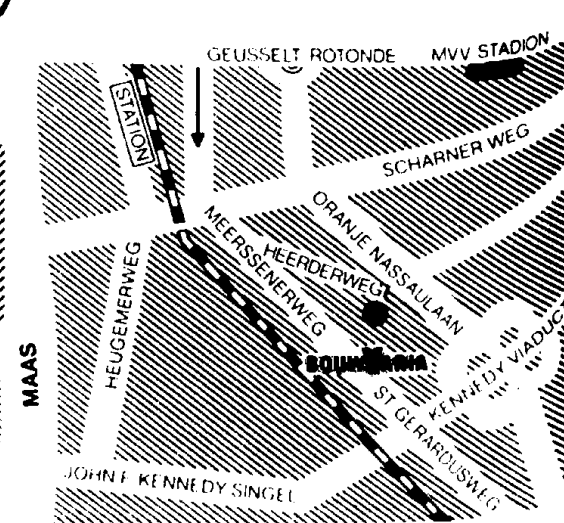 GEUSSELT ROTONDE
MVV STADION
STATION
SCHARNER WEG
ORANJE NASSAULAAN
MEERSSENERWEG
HEERDERWEG
HEUGEMERWEG
MAAS
KENNEDY VIADUCT
ST GERARDUSWEG
JOHN F KENNEDY SINGEL